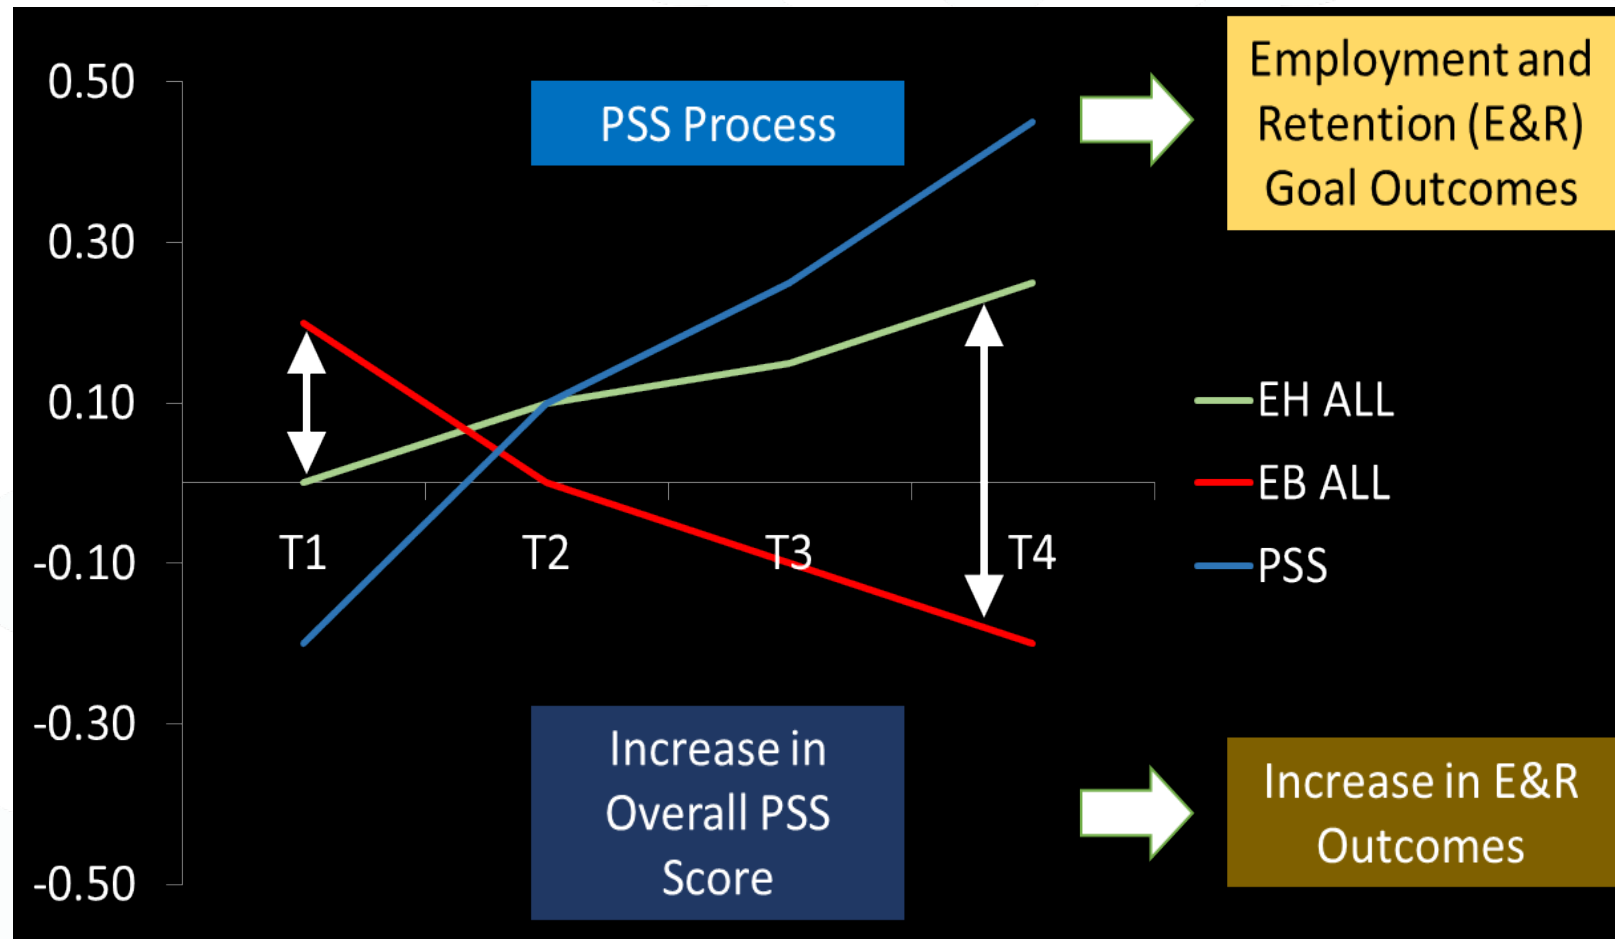 0.50
0.30
0.10
-0.10
-0.30
-0.50
PSS Process
Employment and
Retention (E&R)
Goal Outcomes
T1
T2
T3
T4
EH ALL
EB ALL
PSS
Increase in
Overall PSS
Score
Increase in E&R
Outcomes